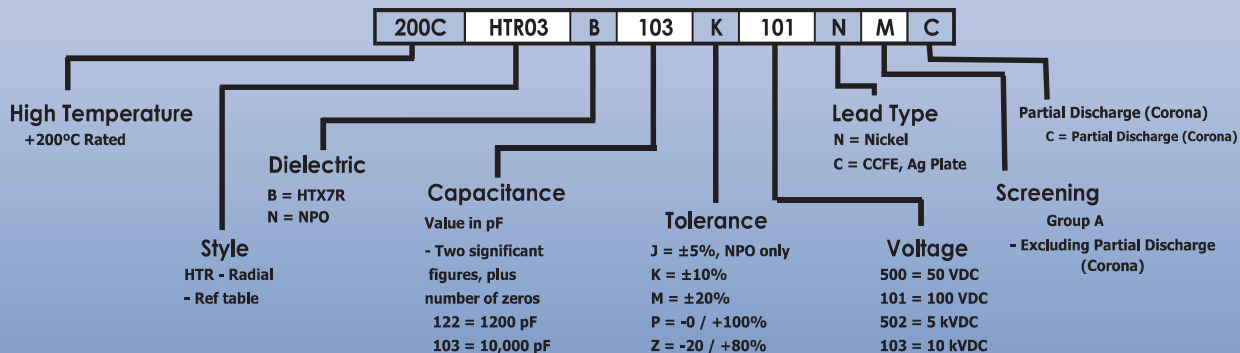 200C HTR03 B 103 K 101 N M C
High Temperature
+200ºC Rated
Style
HTR - Radial
- Ref table
Dielectric
B = HTX7R
N = NPO
Capacitance
Value in pF
- Two significant
figures, plus
number of zeros
122 = 1200 pF
103 = 10,000 pF
Tolerance
J = ±5%, NPO only
K = ±10%
M = ±20%
P = -0 / +100%
Z = -20 / +80%
Voltage
500 = 50 VDC
101 = 100 VDC
502 = 5 kVDC
103 = 10 kVDC
Lead Type
N = Nickel
C = CCFE, Ag Plate
Screening
Group A
- Excluding Partial Discharge
(Corona)
Partial Discharge (Corona)
C = Partial Discharge (Corona)